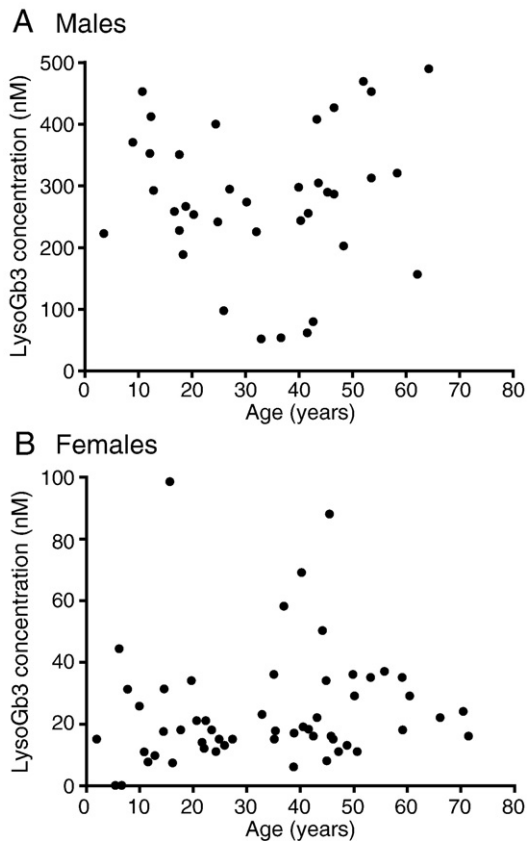 A Males
LysoGb3 concentration (nM)
500
400
300
200
100
0
0 10 20 30 40 50 60 70 80
Age (years)
B Females
LysoGb3 concentration (nM)
100
80
60
40
20
0
0 10 20 30 40 50 60 70 80
Age (years)